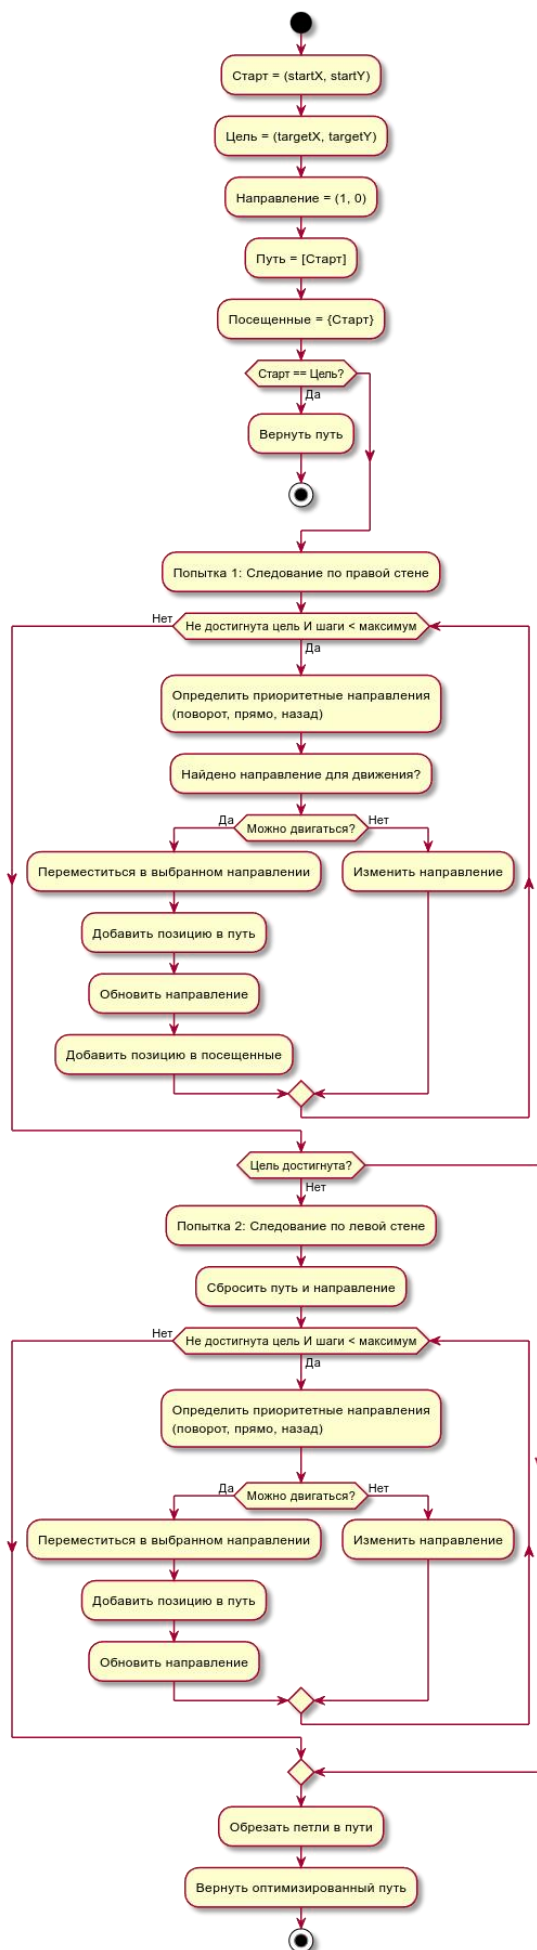 Старт = (startX, startY)
Цель = (targetX, targetY)
Направление = (1, 0)
Путь = [Старт]
Посещенные = {Старт}
Старт == Цель?
Да
Вернуть путь
Попытка 1: Следование по правой стене
Нет
Не достигнута цель И шаги < максимум
Да
Определить приоритетные направления
(поворот, прямо, назад)
Найдено направление для движения?
Да
Можно двигаться?
Нет
Переместиться в выбранном направлении
Изменить направление
Добавить позицию в путь
Обновить направление
Добавить позицию в посещенные
Цель достигнута?
Нет
Попытка 2: Следование по левой стене
Сбросить путь и направление
Нет
Не достигнута цель И шаги < максимум
Да
Определить приоритетные направления
(поворот, прямо, назад)
Да
Можно двигаться?
Нет
Переместиться в выбранном направлении
Изменить направление
Добавить позицию в путь
Обновить направление
Обрезать петли в пути
Вернуть оптимизированный путь